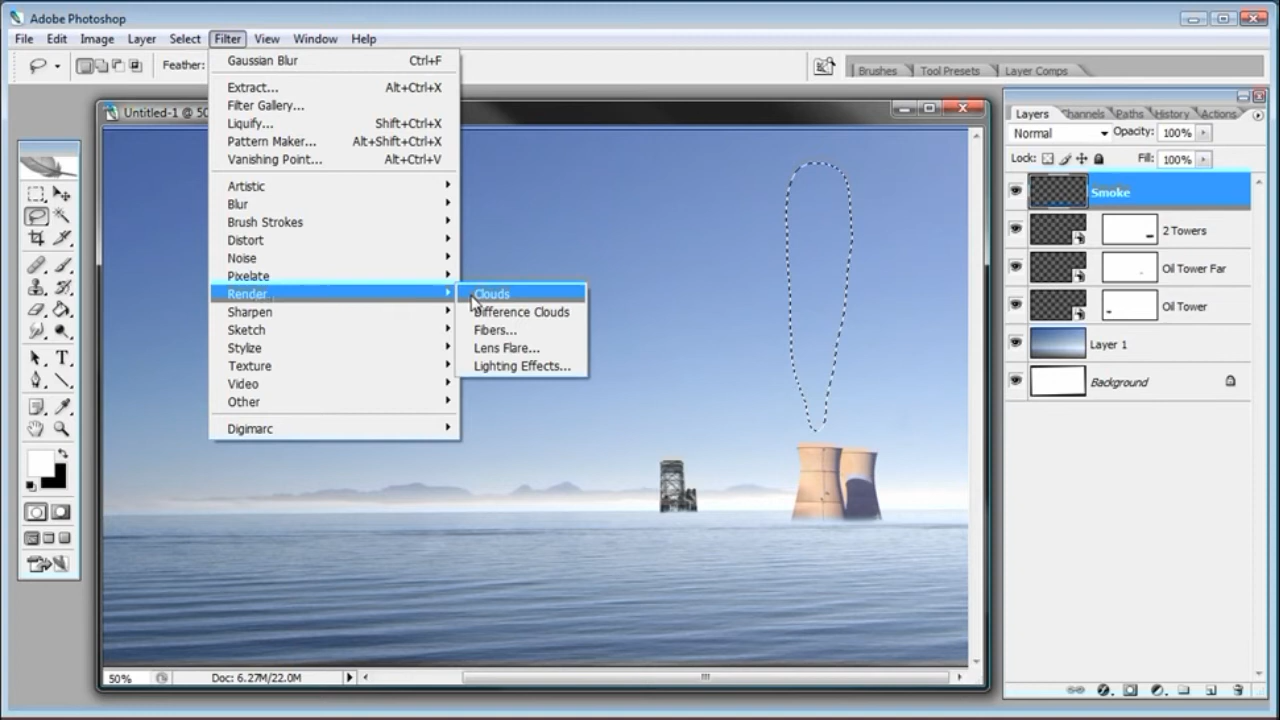 Adobe Photoshop
File Edit Image Layer Select Filter View Window Help
Feather:
Brushes Tool Presets Layer Comps
Gaussian Blur Ctrl+F
Extract... Alt+Ctrl+X
Filter Gallery...
Liquify... Shift+Ctrl+X
Pattern Maker... Alt+Shift+Ctrl+X
Vanishing Point... Alt+Ctrl+V
Artistic
Blur
Brush Strokes
Distort
Noise
Pixelate
Render
Sharpen
Sketch
Stylize
Texture
Video
Other
Digimarc
Clouds
Difference Clouds
Fibers...
Lens Flare...
Lighting Effects...
Untitled-1 @ 50
50% Doc: 6.27M/22.0M
Layers Channels Paths History Actions
Normal Opacity: 100%
Lock: Fill: 100%
Smoke
2 Towers
Oil Tower Far
Oil Tower
Layer 1
Background